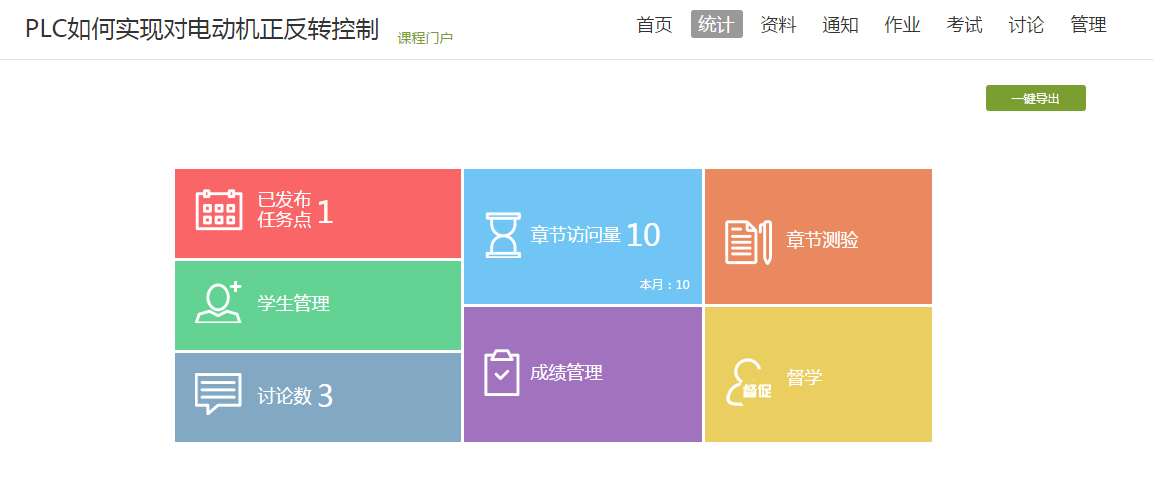 PLC如何实现对电动机正反转控制 课程门户
首页 统计 资料 通知 作业 考试 讨论 管理
一键导出
已发布
任务点 1
学生管理
讨论数 3
章节访问量 10
本月：10
成绩管理
章节测验
督促
督学